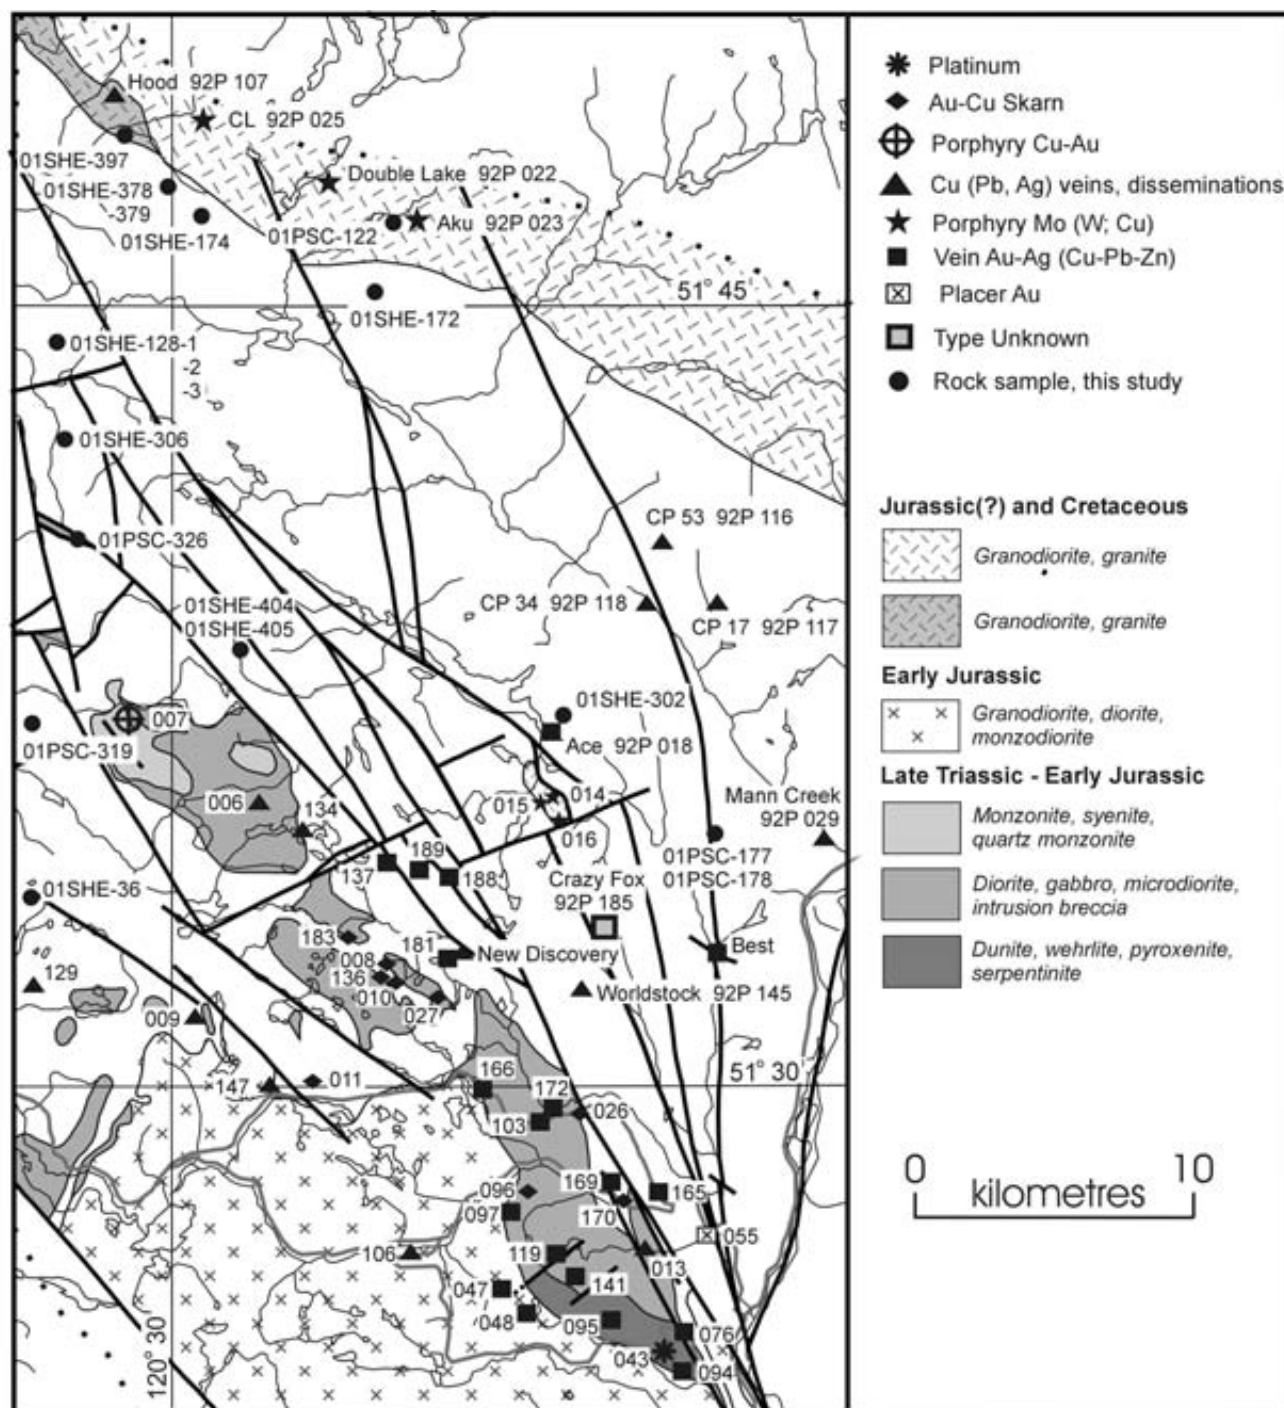 Hood 92P 107
CL 92P 025
01SHE-397
01SHE-378
-379
01SHE-174
Double Lake 92P 022
01PSC-122
Aku 92P 023
51° 45'
01SHE-172
01SHE-128-1
-2
-3
01SHE-306
CP 53 92P 116
01PSC-326
CP 34 92P 118
CP 17 92P 117
01SHE-404
01SHE-405
01SHE-302
007
01PSC-319
Ace 92P 018
006
134
015
014
016
Mann Creek
92P 029
189
137
188
01PSC-177
01PSC-178
Crazy Fox
92P 185
01SHE-36
183
181
New Discovery
Best
008
136
010
027
129
Worldstock 92P 145
009
147
011
51° 30'
166
172
026
103
096
097
169
165
170
055
106
119
013
141
047
048
095
076
043
094
120° 30
Platinum
Au-Cu Skarn
Porphyry Cu-Au
Cu (Pb, Ag) veins, disseminations
Porphyry Mo (W; Cu)
Vein Au-Ag (Cu-Pb-Zn)
Placer Au
Type Unknown
Rock sample, this study
Jurassic(?) and Cretaceous
Granodiorite, granite
Granodiorite, granite
Early Jurassic
Granodiorite, diorite,
monzodiorite
Late Triassic - Early Jurassic
Monzonite, syenite,
quartz monzonite
Diorite, gabbro, microdiorite,
intrusion breccia
Dunite, wehrlite, pyroxenite,
serpentinite
0 10
kilometres